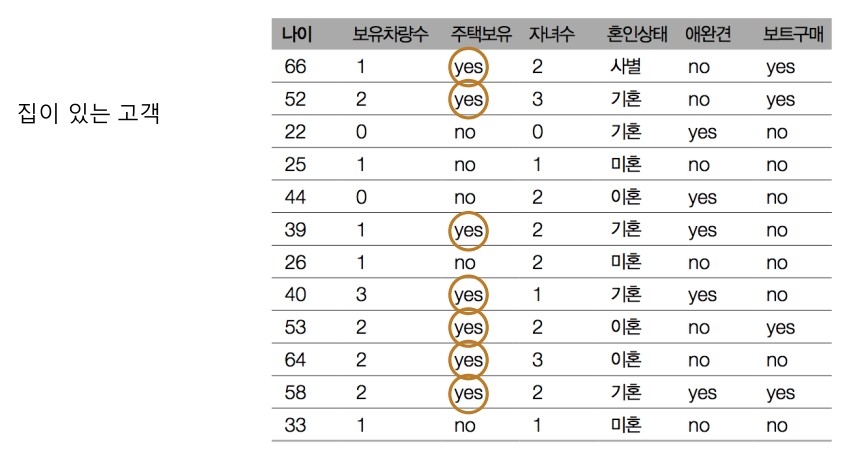 나이 보유차량수 주택보유 자녀수 혼인상태 애완견 보트구매
66 1 yes 2 사별 no yes
52 2 yes 3 기혼 no yes
집이 있는 고객
22 0 no 0 기혼 yes no
25 1 no 1 미혼 no no
44 0 no 2 이혼 yes no
39 1 yes 2 기혼 yes no
26 1 no 2 미혼 no no
40 3 yes 1 기혼 yes no
53 2 yes 2 이혼 no yes
64 2 yes 3 이혼 no no
58 2 yes 2 기혼 yes yes
33 1 no 1 미혼 no no